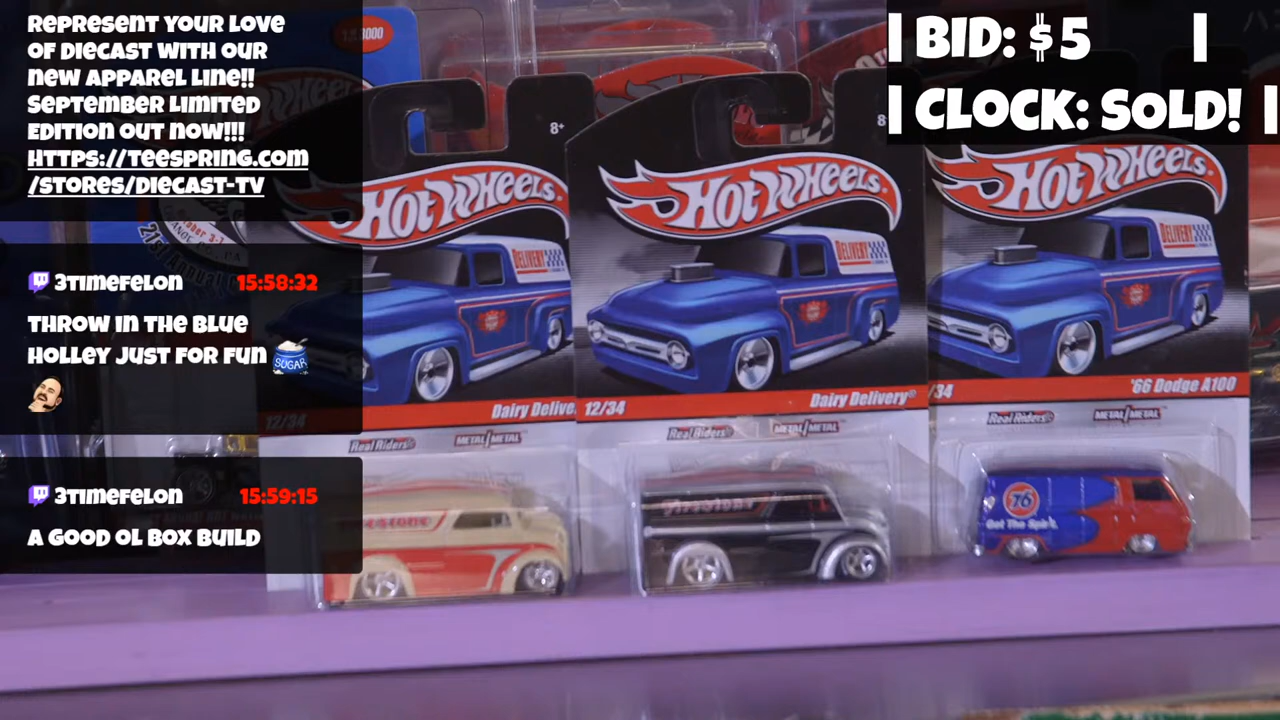 Represent your love
of diecast with our
new apparel line!!
September Limited
Edition out now!!!
https://teespring.com
/stores/diecast-tv
3timefelon 15:58:32
Throw in the blue
holley just for fun
SUGAR
3timefelon 15:59:15
A good ol box build
| BID: $5 |
| CLOCK: SOLD! |
8+
8
Hot Wheels
Hot Wheels
Hot Wheels
DELIVERY
DELIVERY
DELIVERY
12/34
Dairy Delive
12/34
Dairy Delivery®
/34
'66 Dodge A100
Real Riders
METAL/METAL
Real Riders
METAL/METAL
Real Riders
METAL/METAL
Firestone
76
Get The Spirit.